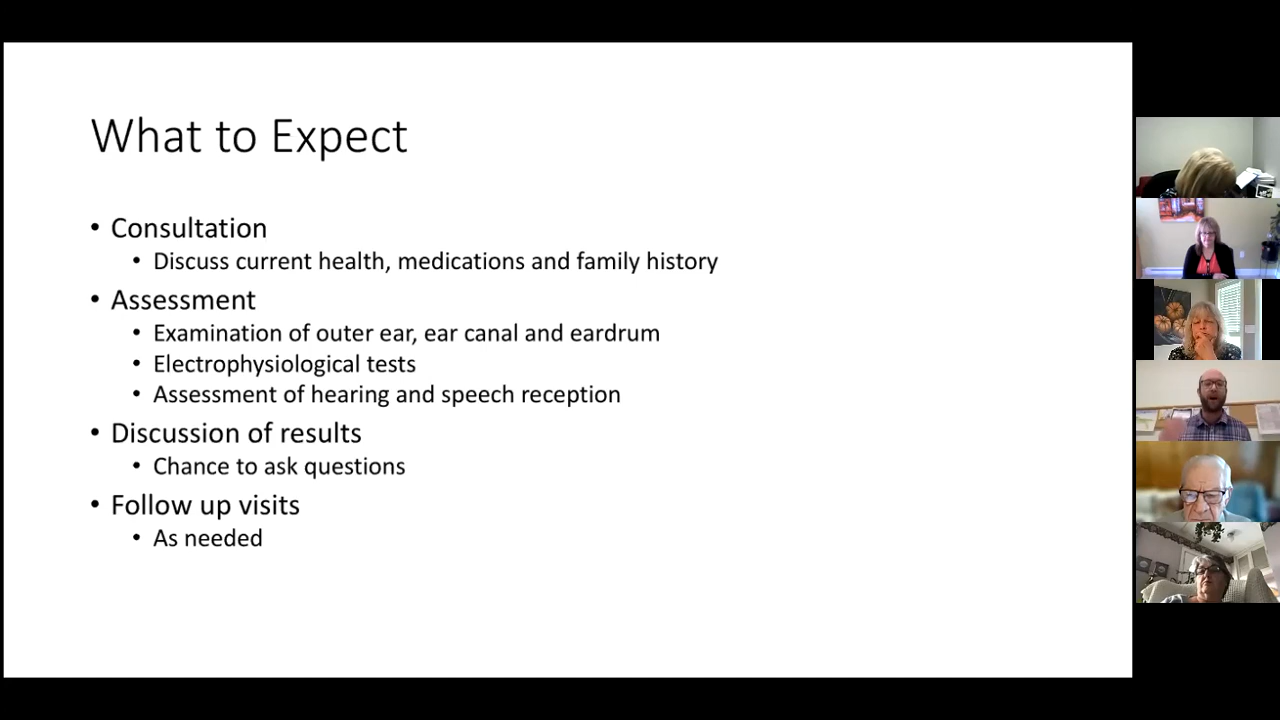 What to Expect
• Consultation
• Discuss current health, medications and family history
• Assessment
• Examination of outer ear, ear canal and eardrum
• Electrophysiological tests
• Assessment of hearing and speech reception
• Discussion of results
• Chance to ask questions
• Follow up visits
• As needed